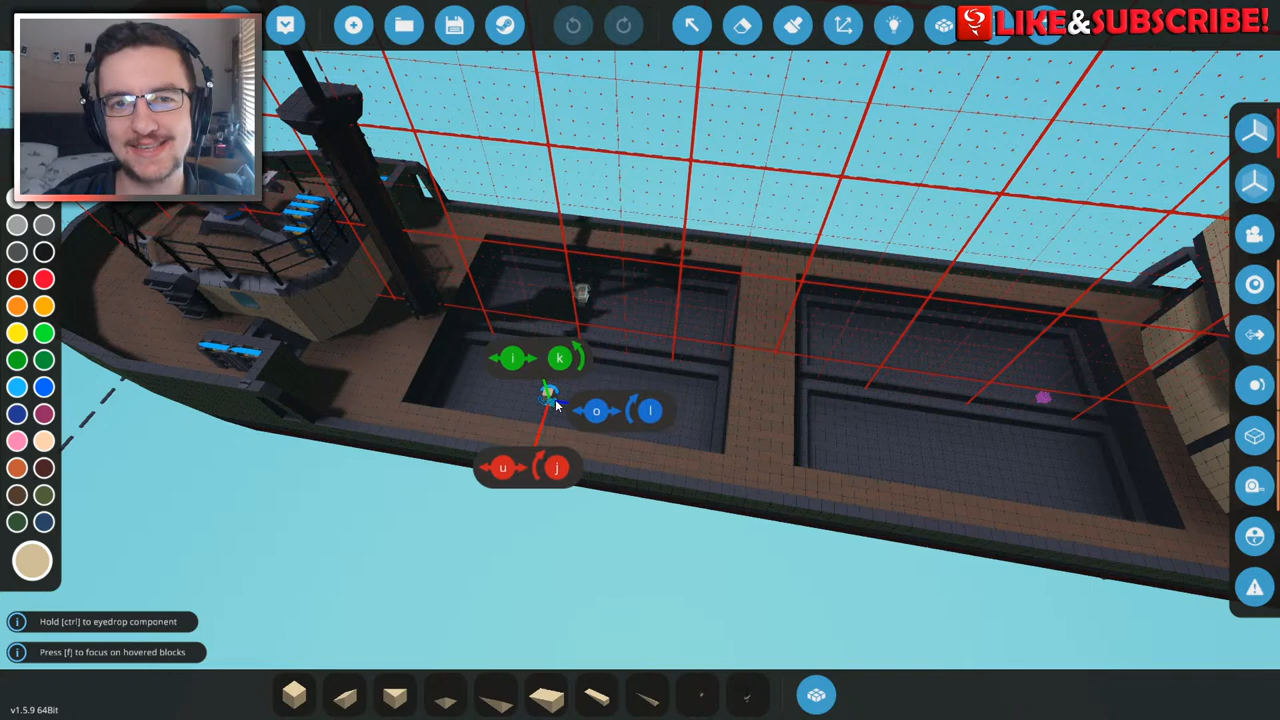 LIKE&SUBSCRIBE!
i k
o l
u j
Hold [ctrl] to eyedrop component
Press [f] to focus on hovered blocks
v1.5.9 64Bit